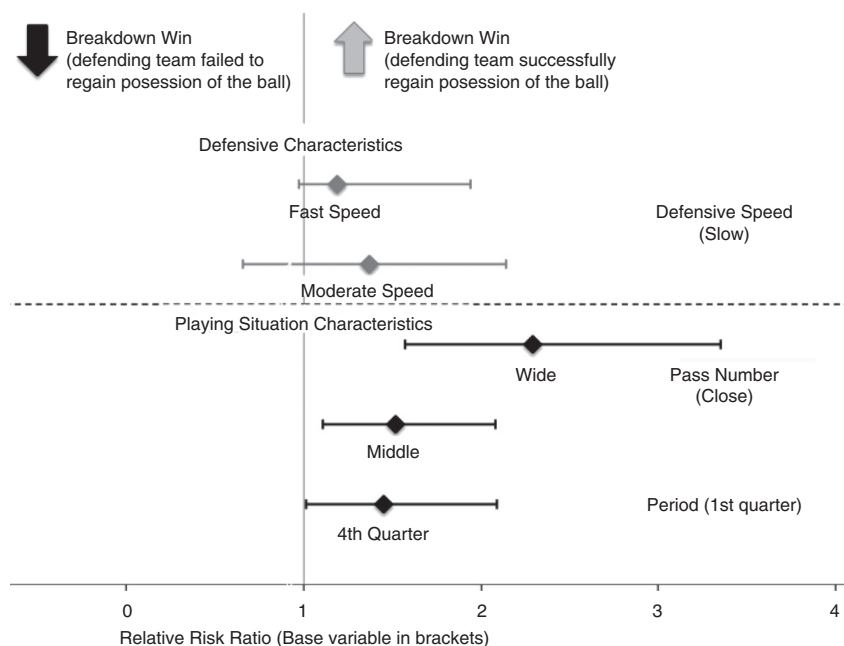 Breakdown Win
(defending team failed to
regain posession of the ball)
Breakdown Win
(defending team successfully
regain posession of the ball)
Defensive Characteristics
Fast Speed
Defensive Speed
(Slow)
Moderate Speed
Playing Situation Characteristics
Wide
Pass Number
(Close)
Middle
4th Quarter
Period (1st quarter)
0 1 2 3 4
Relative Risk Ratio (Base variable in brackets)